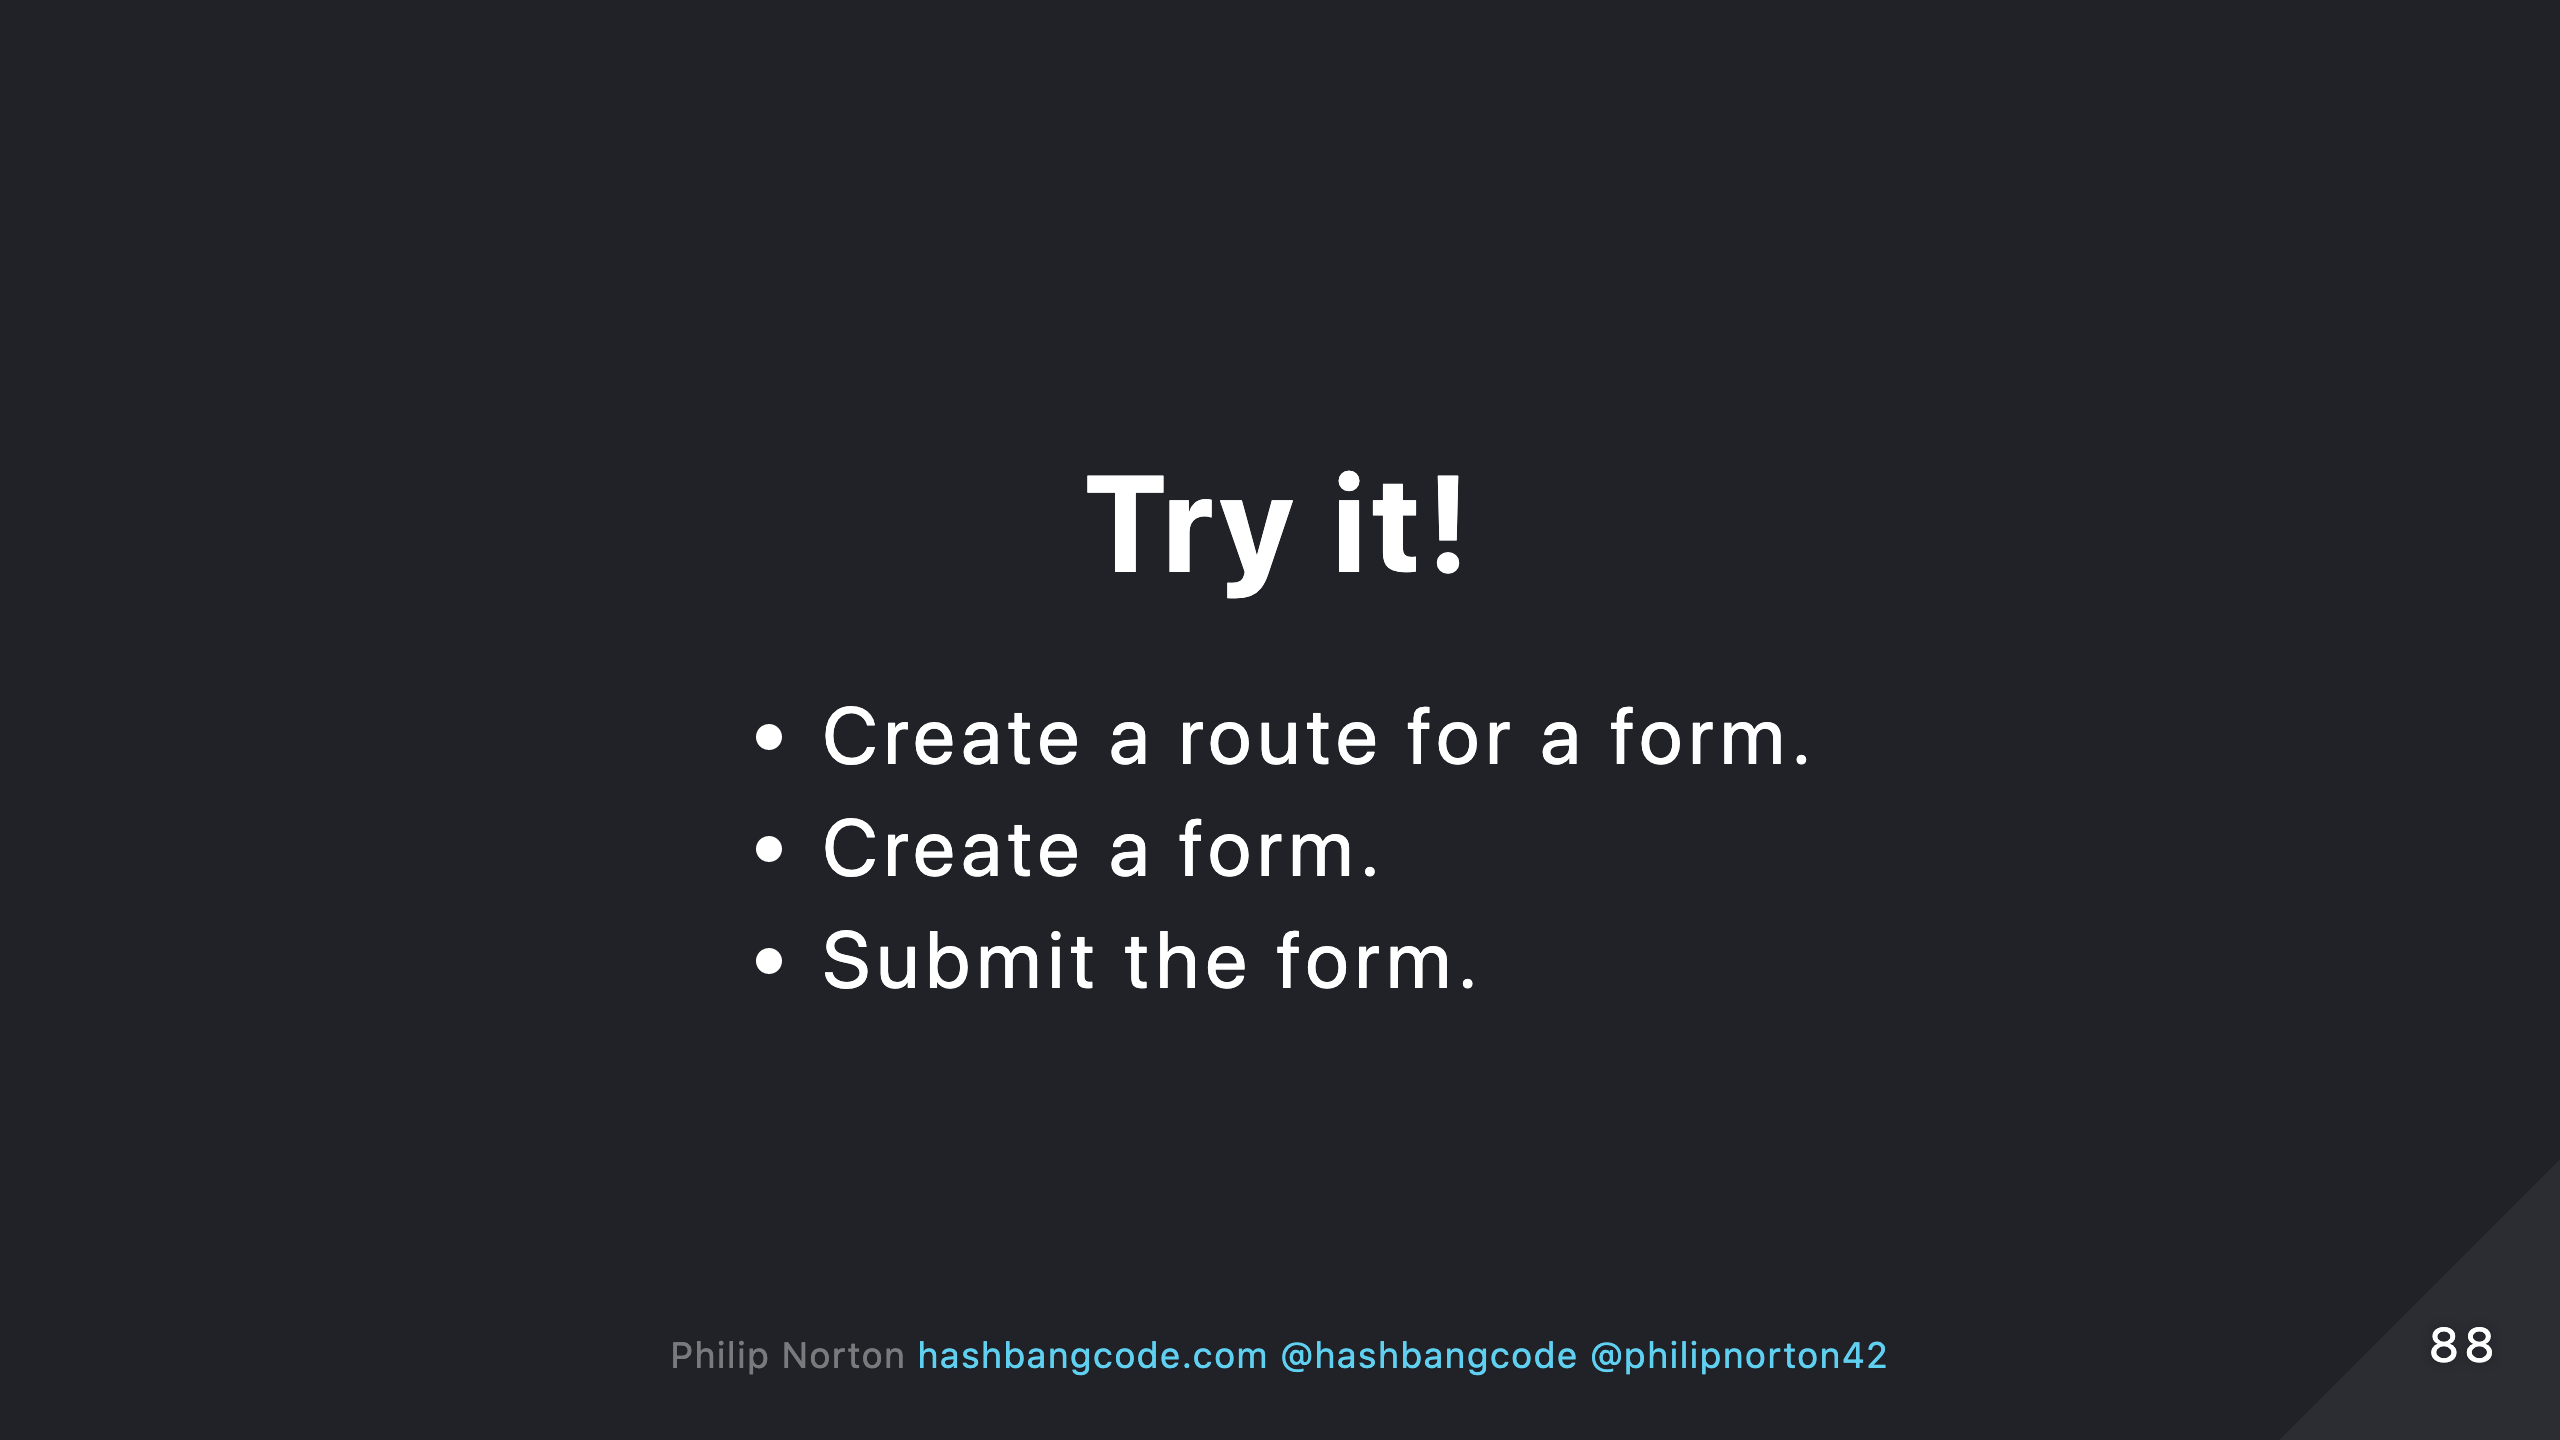 Try it!
• Create a route for a form.
• Create a form.
• Submit the form.
Philip Norton hashbangcode.com @hashbangcode @philipnorton42
88